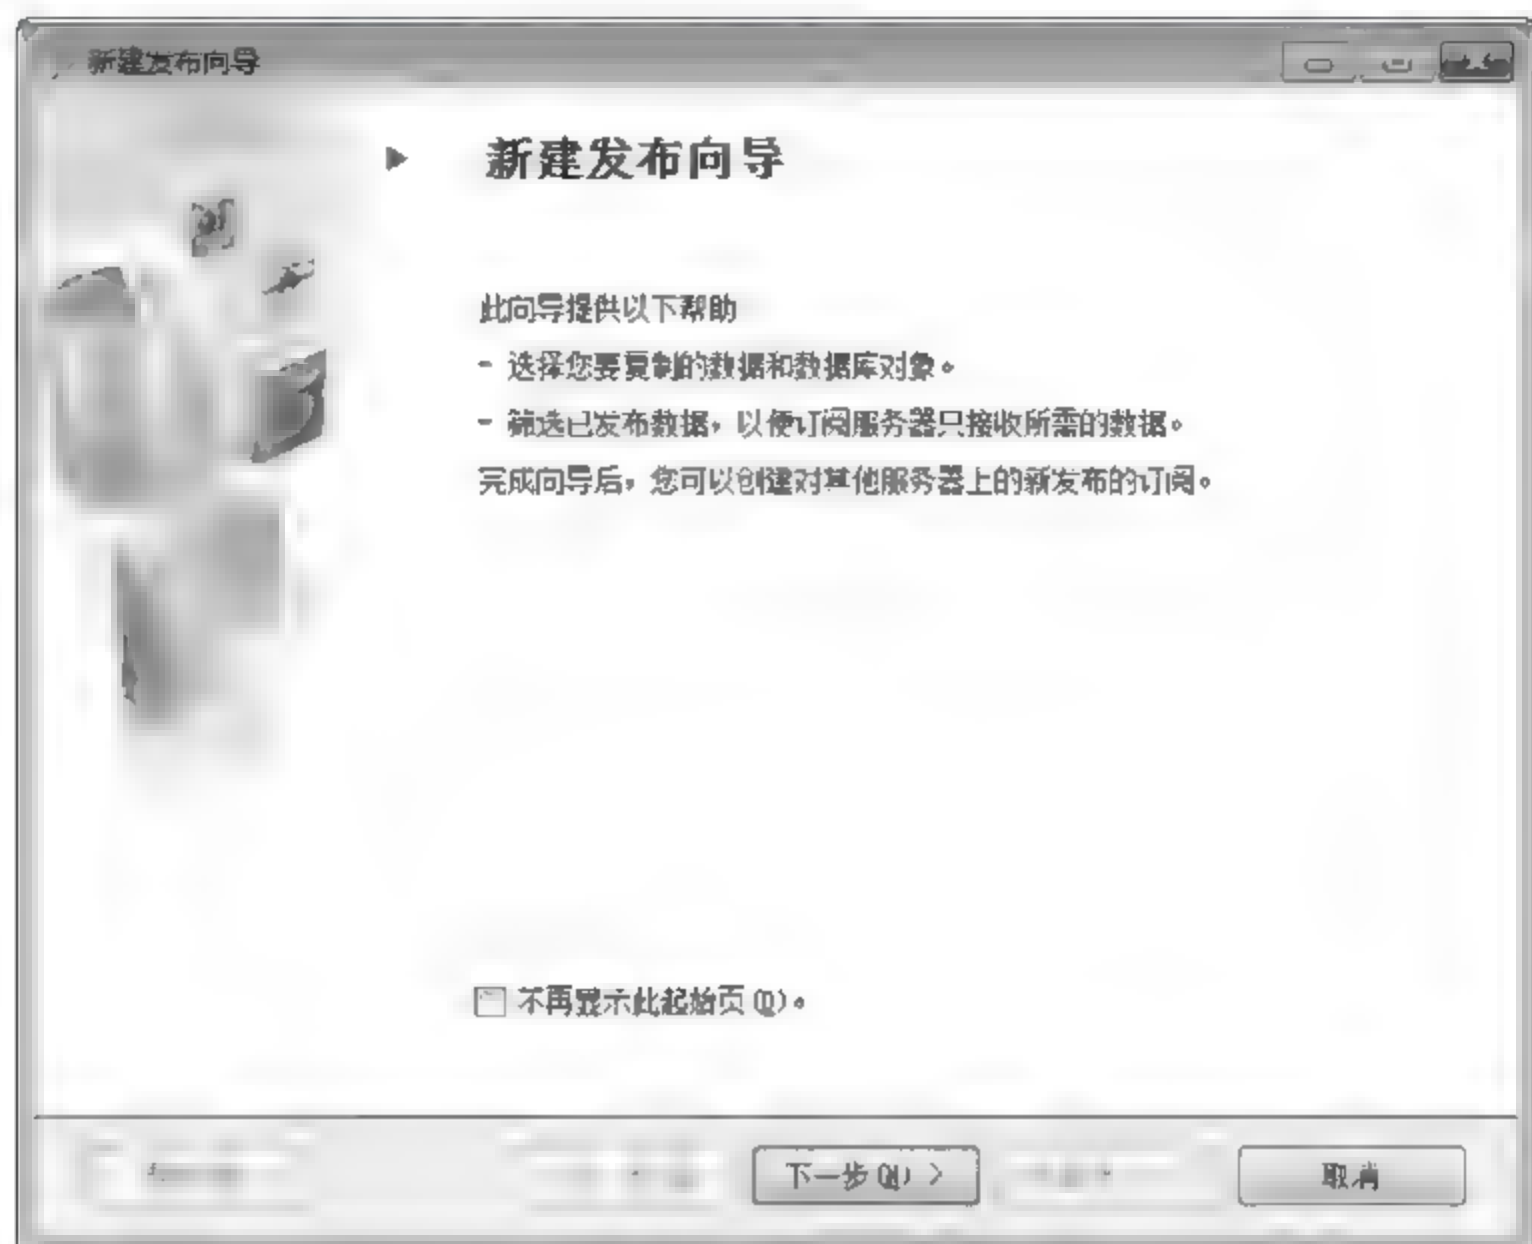 新建发布向导
新建发布向导
此向导提供以下帮助
- 选择您要复制的数据和数据库对象。
- 筛选已发布数据，以便订阅服务器只接收所需的数据。
完成向导后，您可以创建对其他服务器上的新发布的订阅。
不再显示此起始页(Q)。
下一步(N) >
取消